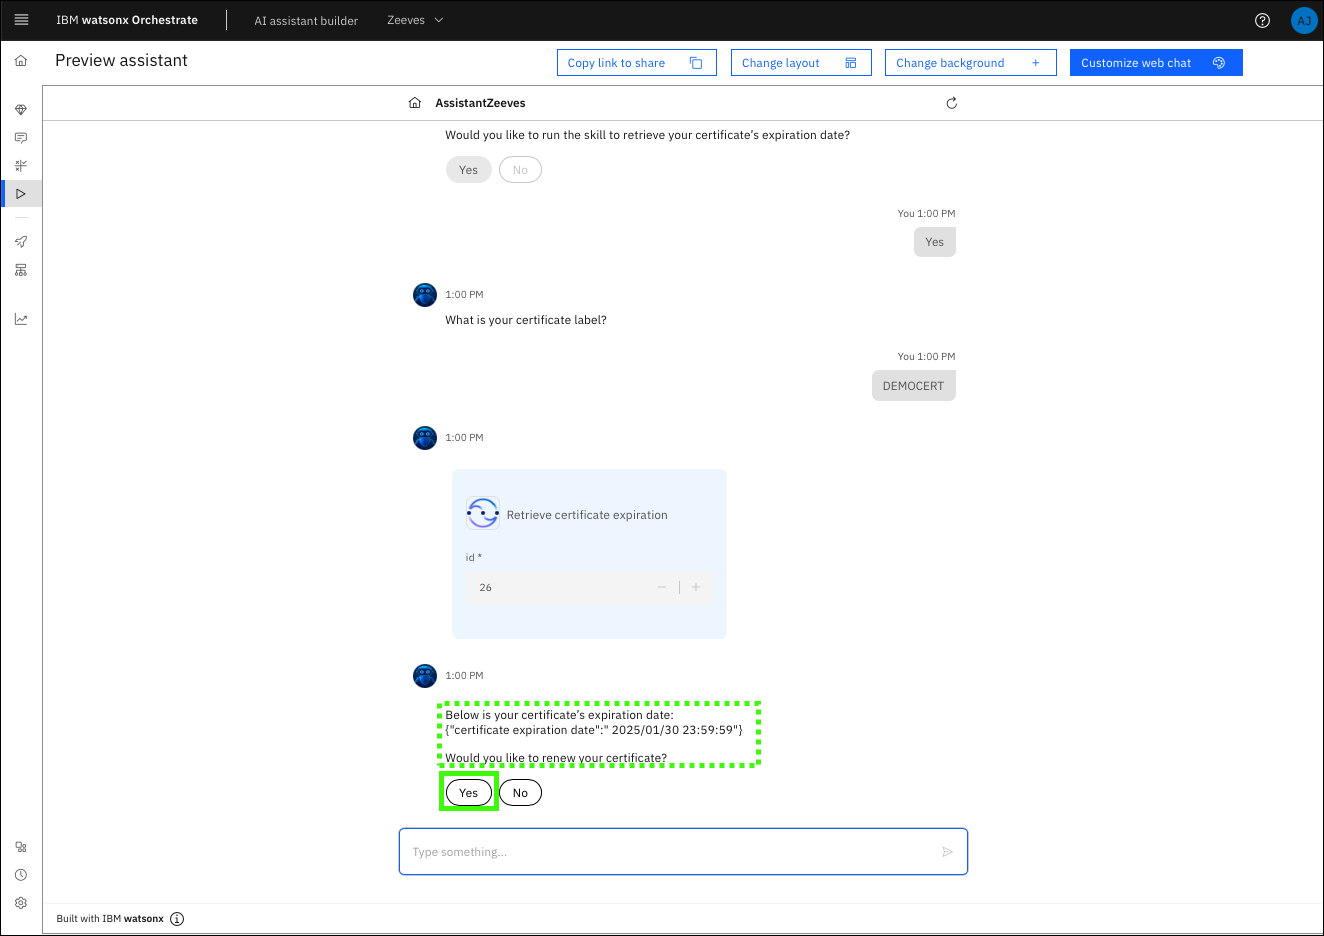 IBM watsonx Orchestrate
AI assistant builder
Zeeves
AJ
Preview assistant
Copy link to share
Change layout
Change background
Customize web chat
AssistantZeeves
Would you like to run the skill to retrieve your certificate’s expiration date?
Yes
No
You 1:00 PM
Yes
1:00 PM
What is your certificate label?
You 1:00 PM
DEMOCERT
1:00 PM
Retrieve certificate expiration
id *
26
1:00 PM
Below is your certificate’s expiration date:
{"certificate expiration date":" 2025/01/30 23:59:59"}
Would you like to renew your certificate?
Yes
No
Type something...
Built with IBM watsonx